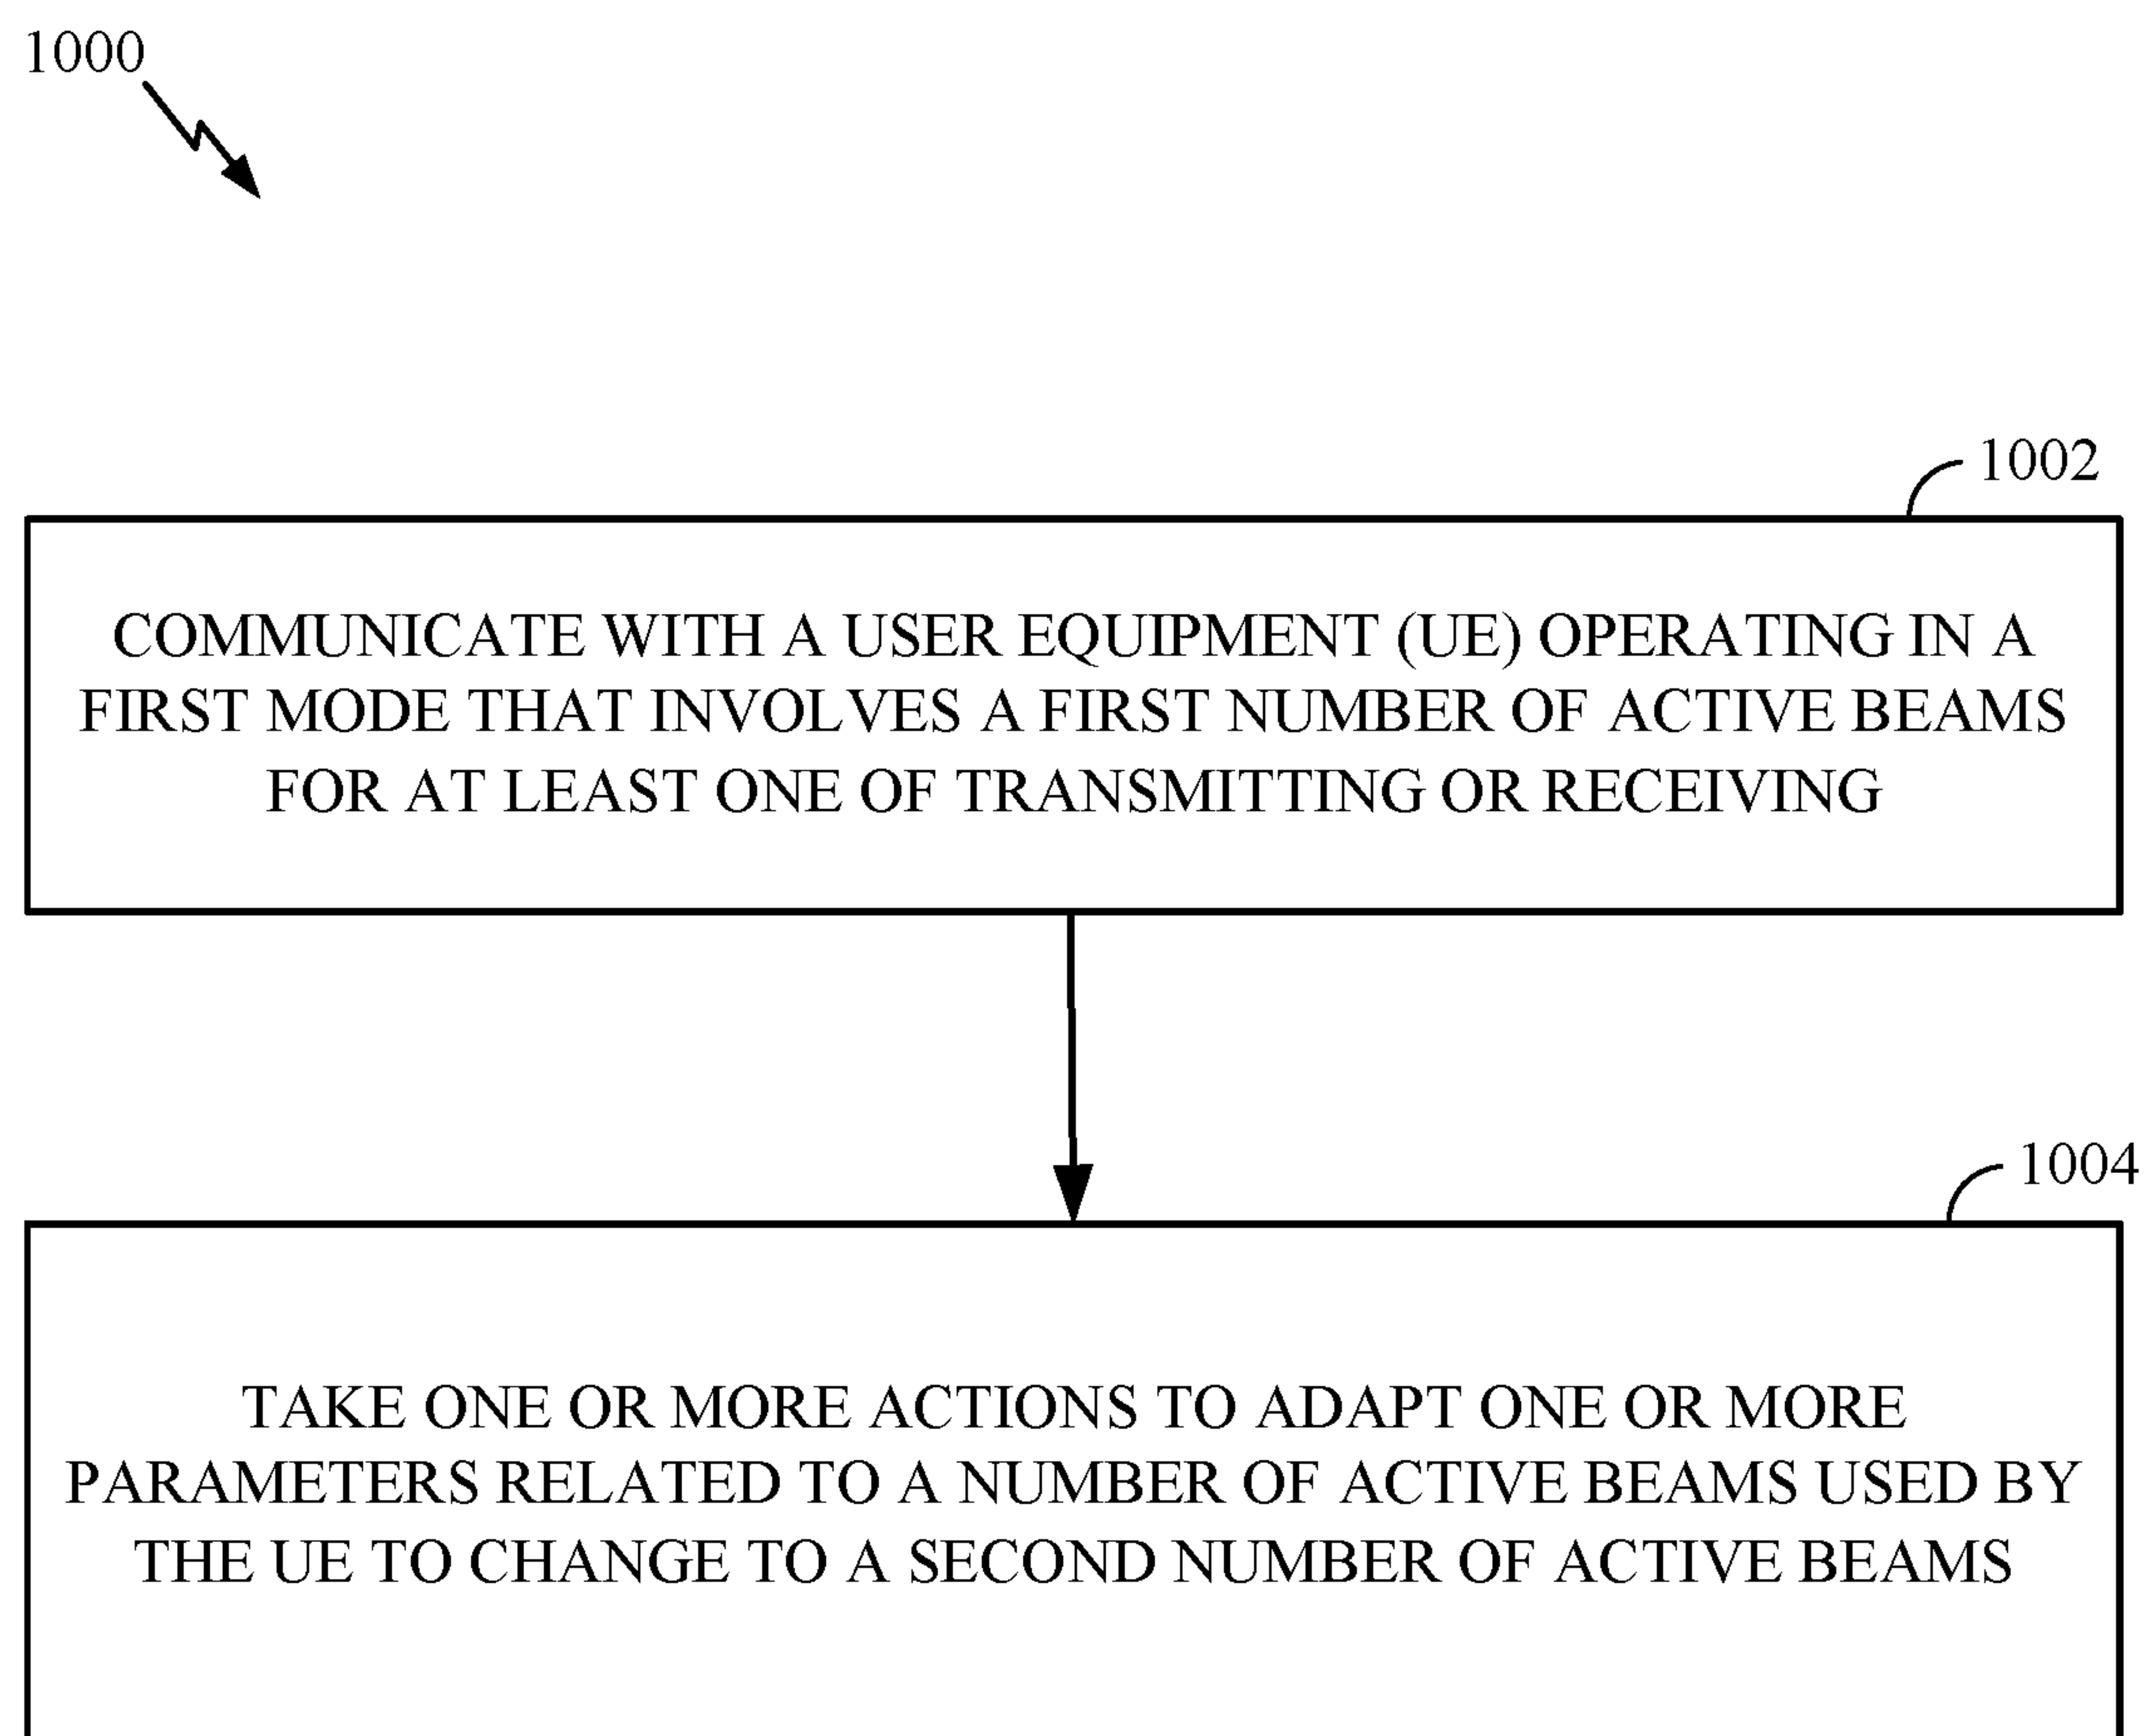 1000
1002
COMMUNICATE WITH A USER EQUIPMENT (UE) OPERATING IN A
FIRST MODE THAT INVOLVES A FIRST NUMBER OF ACTIVE BEAMS
FOR AT LEAST ONE OF TRANSMITTING OR RECEIVING
1004
TAKE ONE OR MORE ACTIONS TO ADAPT ONE OR MORE
PARAMETERS RELATED TO A NUMBER OF ACTIVE BEAMS USED BY
THE UE TO CHANGE TO A SECOND NUMBER OF ACTIVE BEAMS